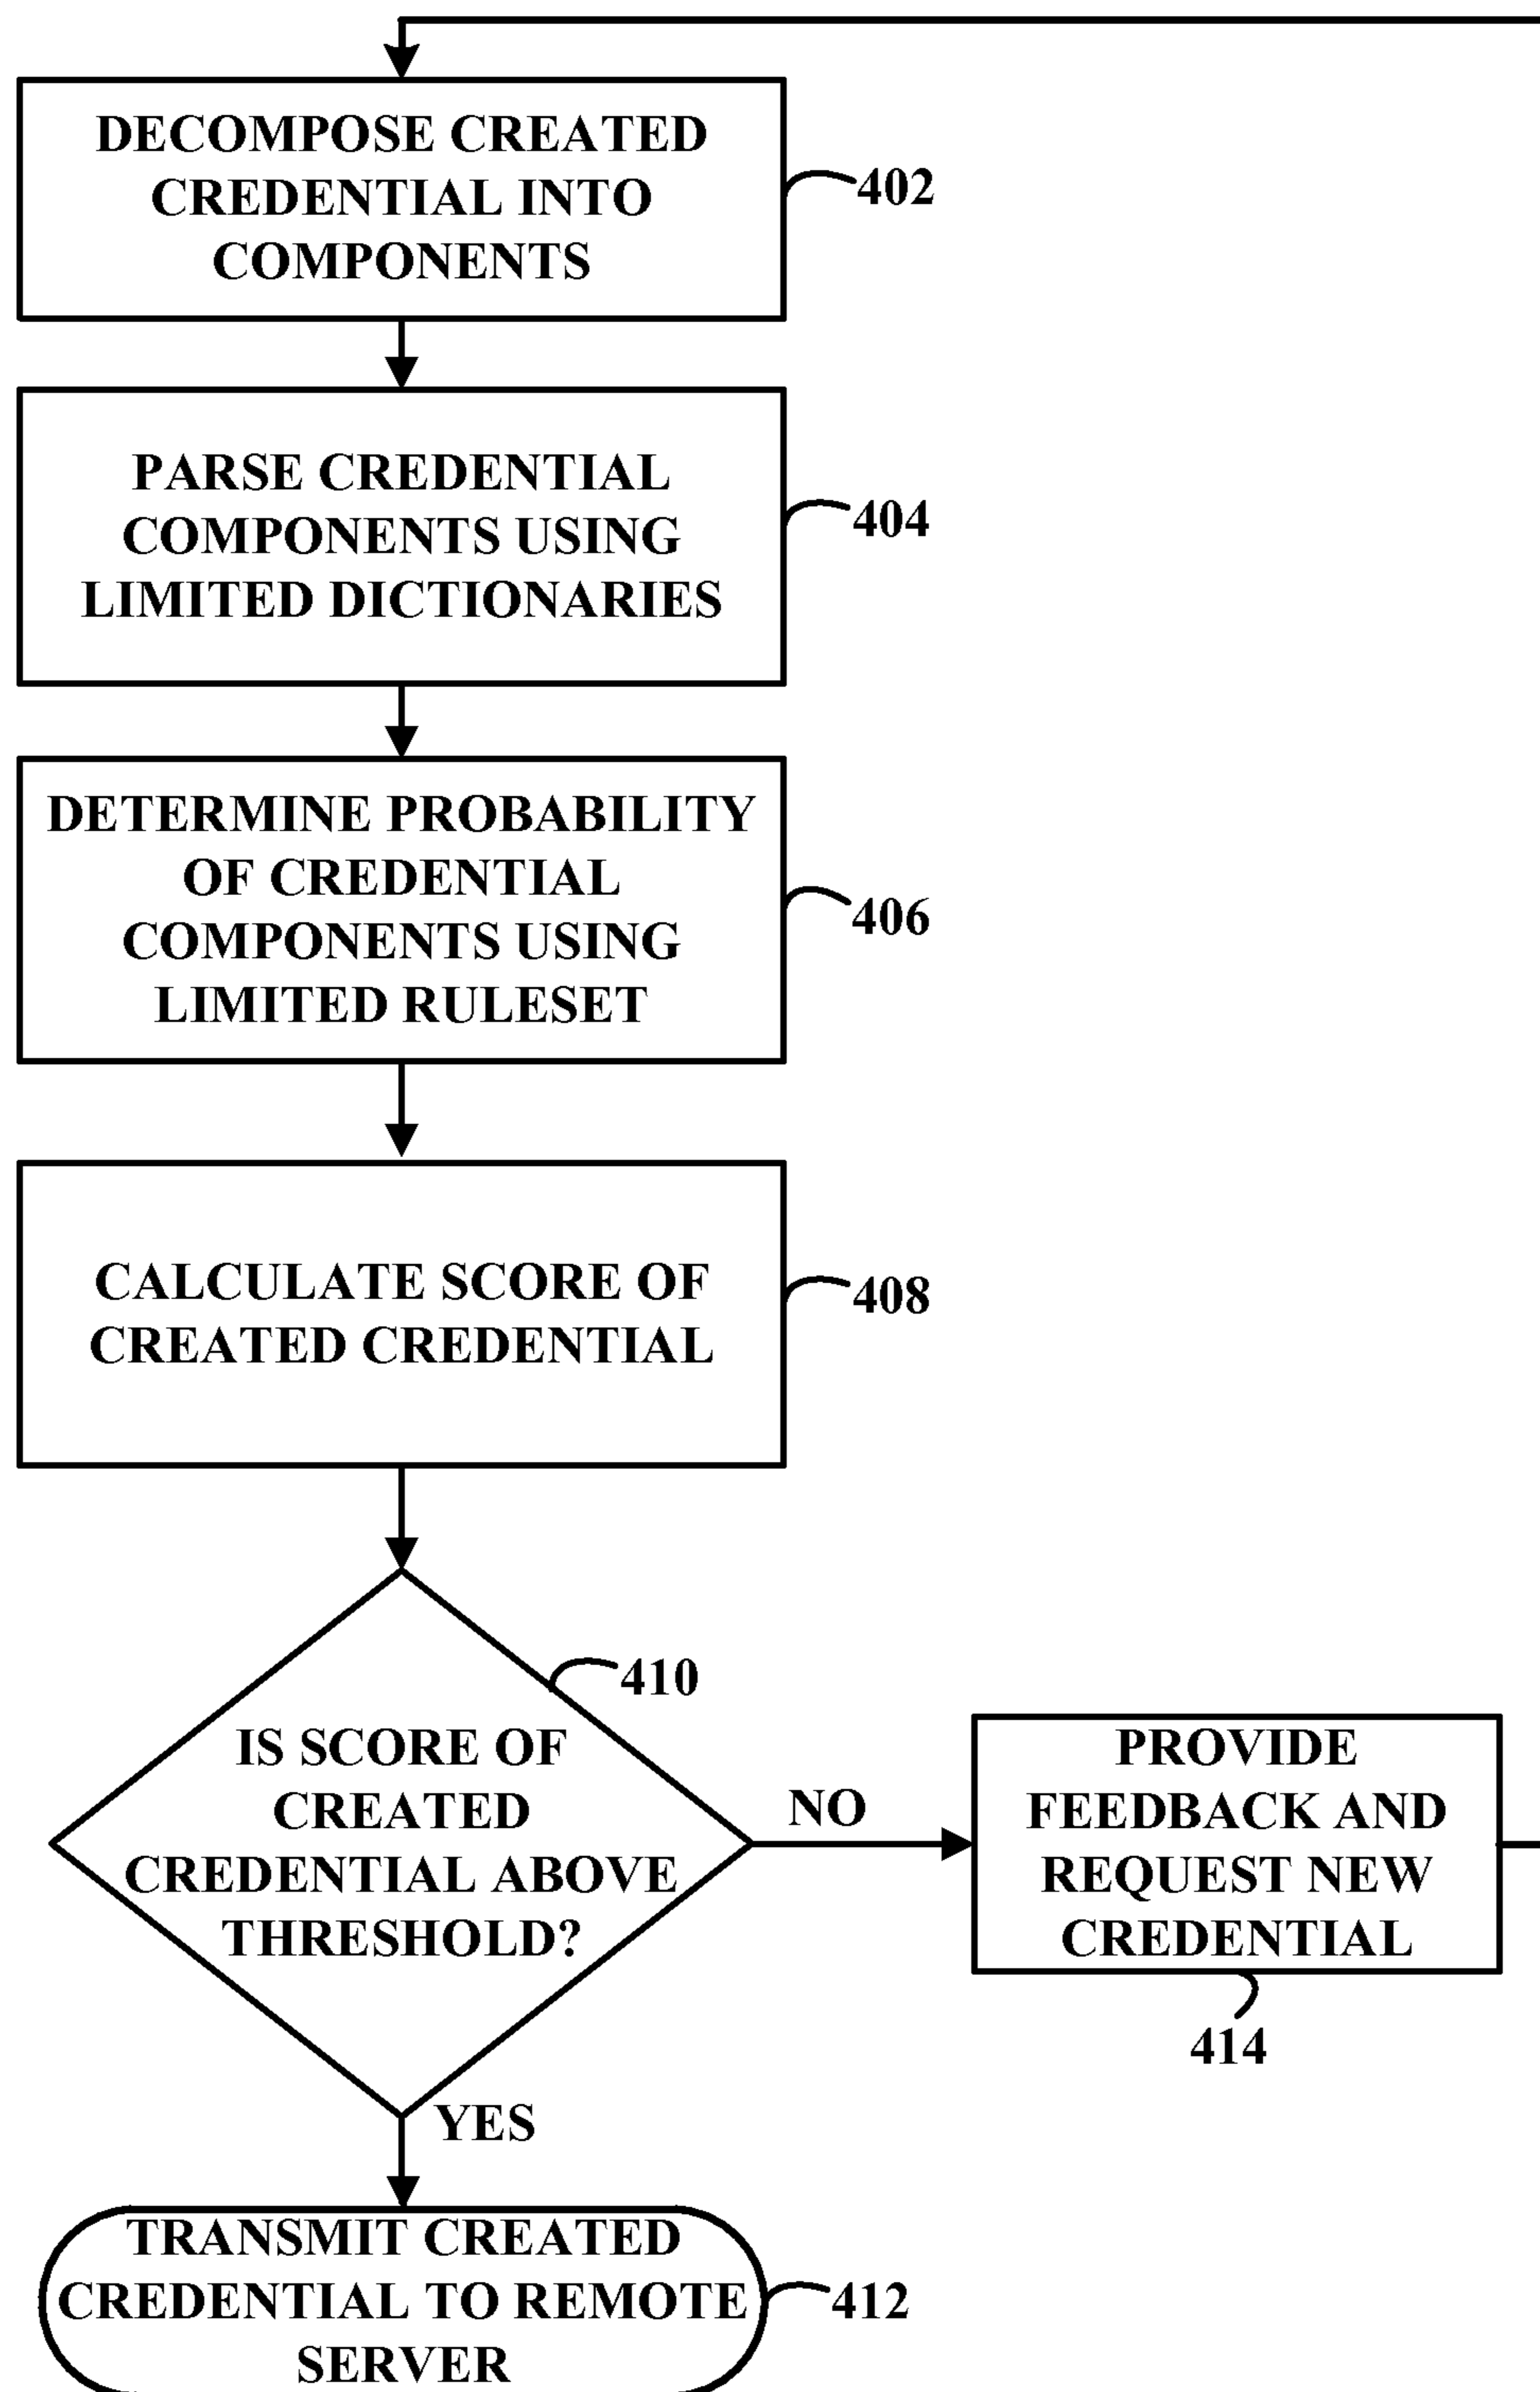 DECOMPOSE CREATED
CREDENTIAL INTO
COMPONENTS
402
PARSE CREDENTIAL
COMPONENTS USING
LIMITED DICTIONARIES
404
DETERMINE PROBABILITY
OF CREDENTIAL
COMPONENTS USING
LIMITED RULESET
406
CALCULATE SCORE OF
CREATED CREDENTIAL
408
410
IS SCORE OF
CREATED
CREDENTIAL ABOVE
THRESHOLD?
NO
PROVIDE
FEEDBACK AND
REQUEST NEW
CREDENTIAL
414
YES
TRANSMIT CREATED
CREDENTIAL TO REMOTE
SERVER
412